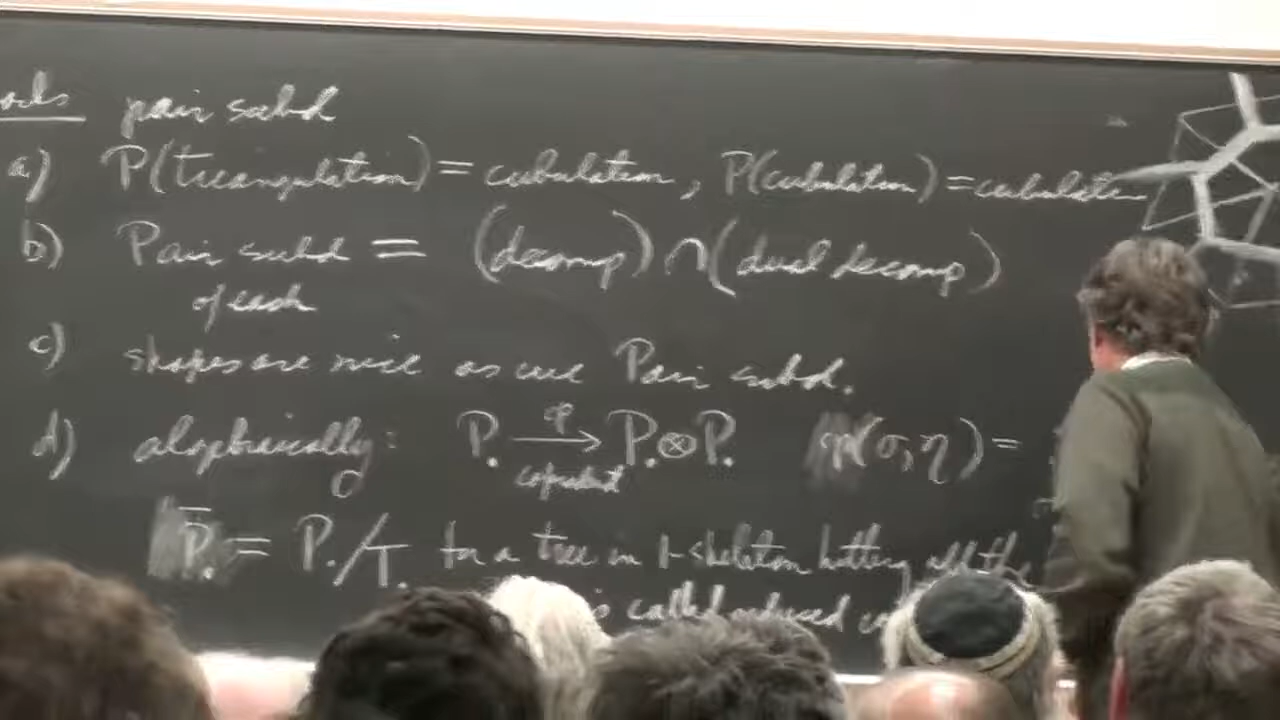 pair subd
a) P(triangulation) = cubulation, P(cubulation) = cubulation
b) Pair subd = (decomp) ∩ (dual decomp)
of each
c) shapes are nice as are Pair subd.
d) algebraically: P. →φ P.⊗P. (σ,η) =
coproduct
P̄. = P./T. for a tree in 1-skeleton hitting all the
is called reduced